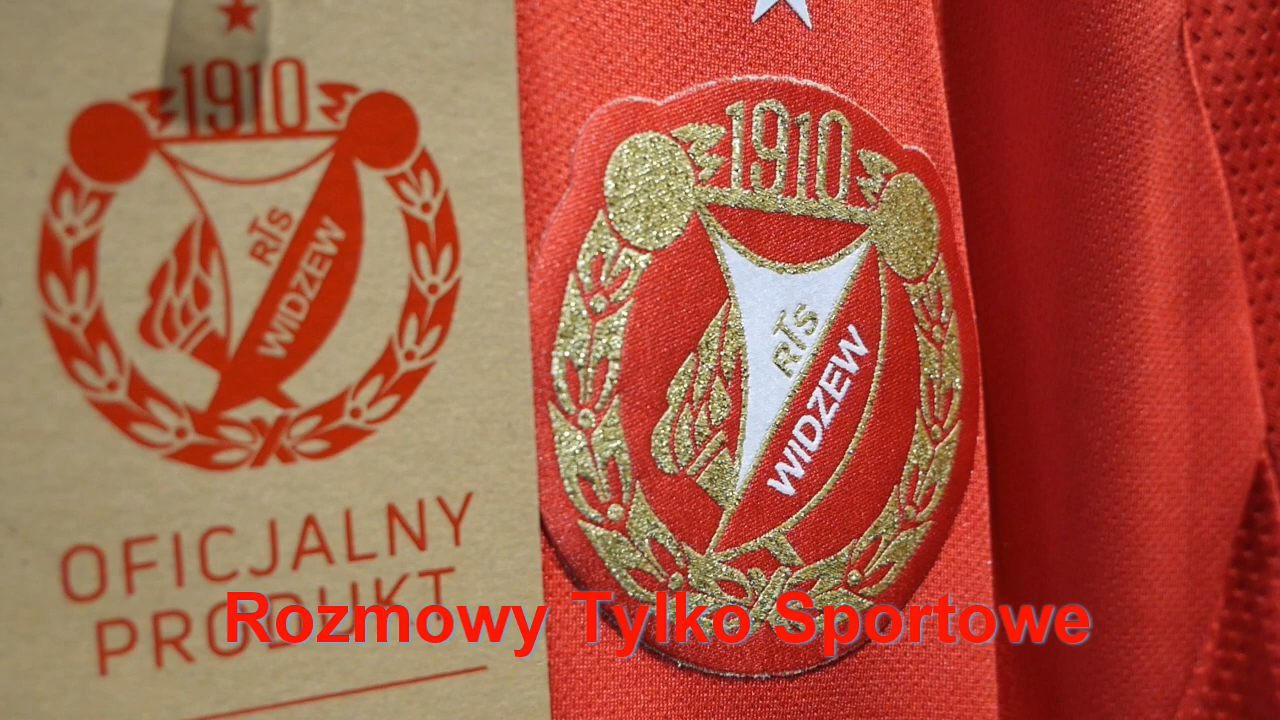 1910
RTS
WIDZEW
OFICJALNY
PRODUKT
1910
RTS
WIDZEW
Rozmowy Tylko Sportowe